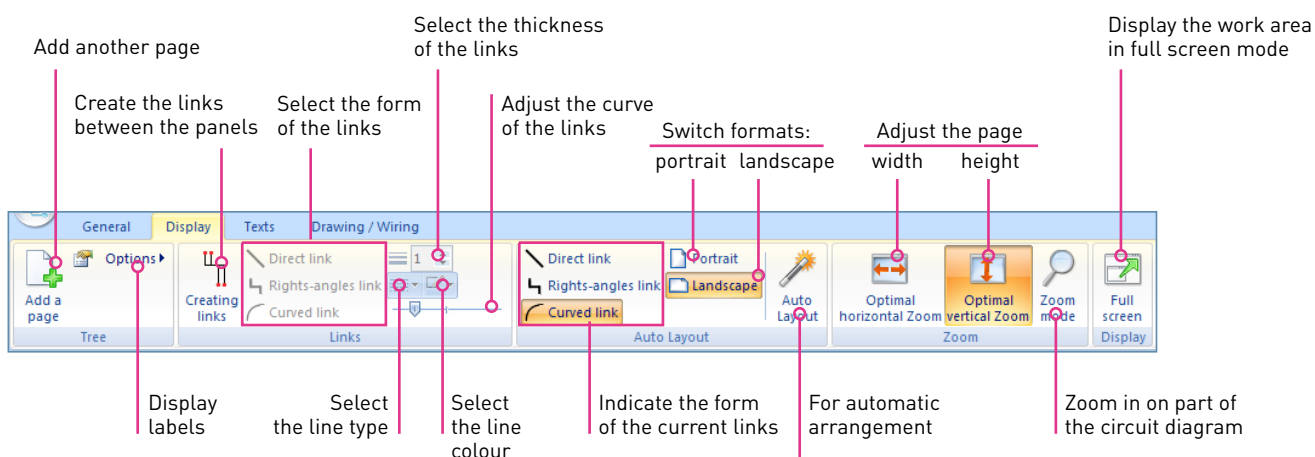 Add another page
Select the thickness
of the links
Display the work area
in full screen mode
Create the links
between the panels
Select the form
of the links
Adjust the curve
of the links
Switch formats:
portrait landscape
Adjust the page
width height
General Display Texts Drawing / Wiring
Add a
page
Options
Tree
Creating
links
Direct link
Rights-angles link
Curved link
1
Links
Direct link
Rights-angles link
Curved link
Portrait
Landscape
Auto
Layout
Auto Layout
Optimal
horizontal Zoom
Optimal
vertical Zoom
Zoom
mode
Zoom
Full
screen
Display
Display
labels
Select
the line type
Select
the line
colour
Indicate the form
of the current links
For automatic
arrangement
Zoom in on part of
the circuit diagram